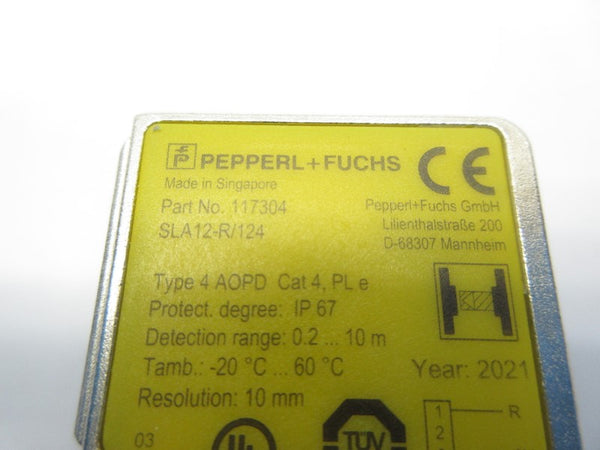 PEPPERL+FUCHS
CE
Made in Singapore
Part No. 117304
SLA12-R/124
Pepperl+Fuchs GmbH
Lilienthalstraße 200
D-68307 Mannheim
Type 4 AOPD Cat 4, PL e
Protect. degree: IP 67
Detection range: 0.2 ... 10 m
Tamb.: -20 °C ... 60 °C
Resolution: 10 mm
Year: 2021
03
UL
TÜV
1 R
2